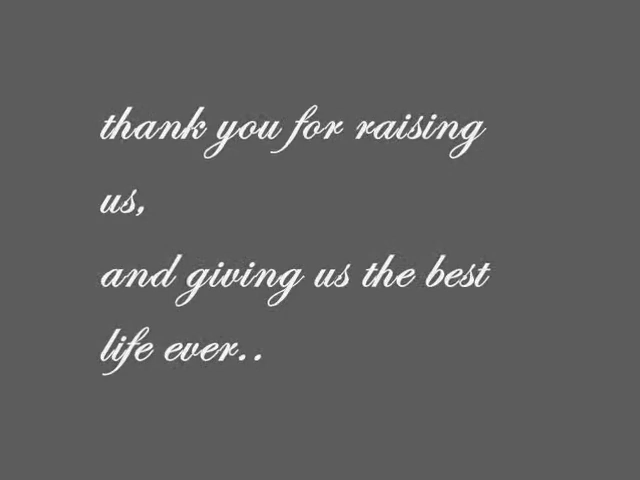 thank you for raising
us,
and giving us the best
life ever..